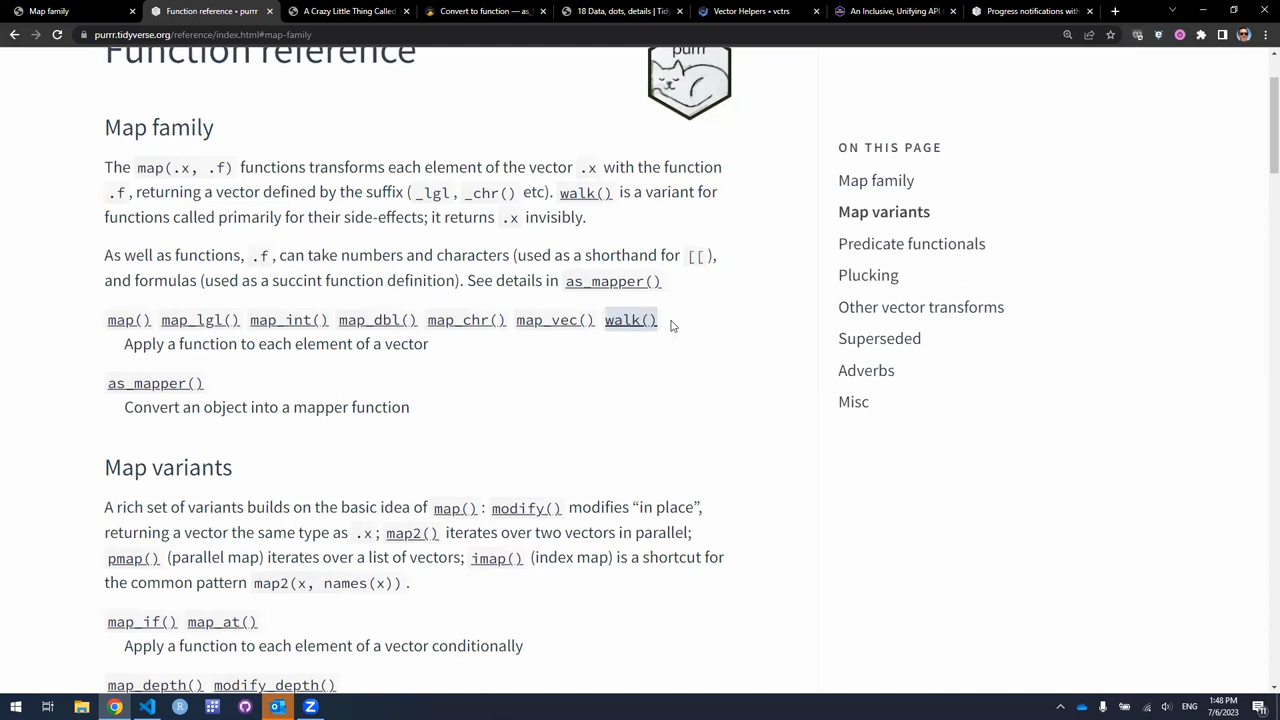 Map family
Function reference • purrr
A Crazy Little Thing Called
Convert to function — as_
18 Data, dots, details | Tidy
Vector Helpers • vctrs
An Inclusive, Unifying API
Progress notifications with
purrr.tidyverse.org/reference/index.html#map-family
Function reference
purrr
Map family
The map(.x, .f) functions transforms each element of the vector .x with the function
.f, returning a vector defined by the suffix (_lgl, _chr() etc). walk() is a variant for
functions called primarily for their side-effects; it returns .x invisibly.
As well as functions, .f, can take numbers and characters (used as a shorthand for [[),
and formulas (used as a succint function definition). See details in as_mapper()
map() map_lgl() map_int() map_dbl() map_chr() map_vec() walk()
Apply a function to each element of a vector
as_mapper()
Convert an object into a mapper function
Map variants
A rich set of variants builds on the basic idea of map(): modify() modifies “in place”,
returning a vector the same type as .x; map2() iterates over two vectors in parallel;
pmap() (parallel map) iterates over a list of vectors; imap() (index map) is a shortcut for
the common pattern map2(x, names(x)).
map_if() map_at()
Apply a function to each element of a vector conditionally
map_depth() modify_depth()
ON THIS PAGE
Map family
Map variants
Predicate functionals
Plucking
Other vector transforms
Superseded
Adverbs
Misc
ENG
1:48 PM
7/6/2023